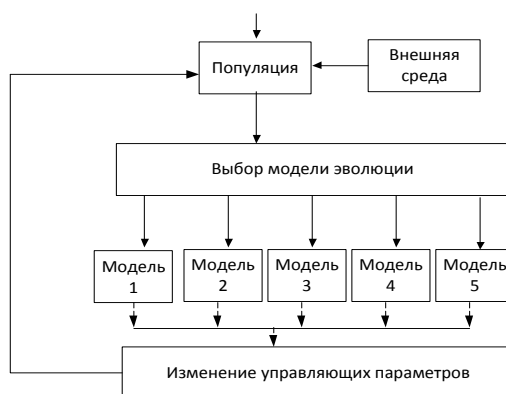 Популяция
Внешняя
среда
Выбор модели эволюции
Модель
1
Модель
2
Модель
3
Модель
4
Модель
5
Изменение управляющих параметров